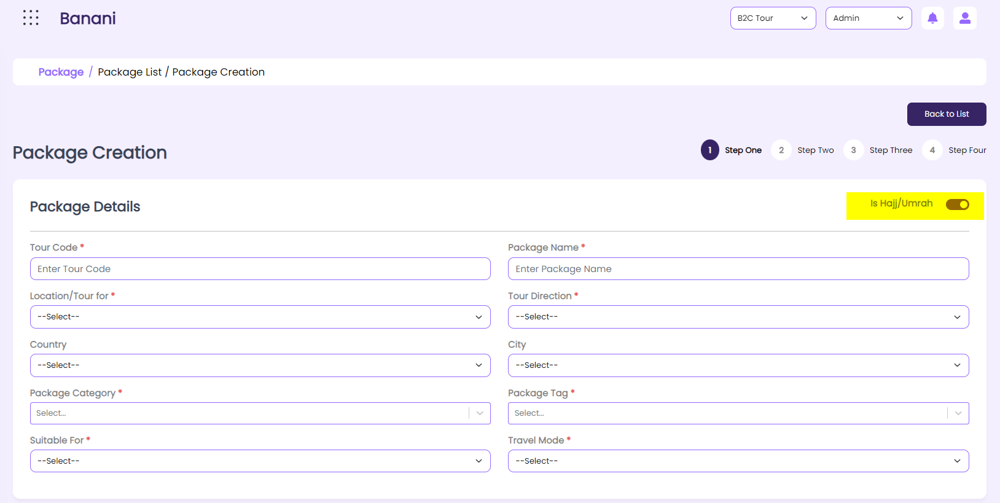 Banani
B2C Tour
Admin
Package / Package List / Package Creation
Back to List
Package Creation
1 Step One 2 Step Two 3 Step Three 4 Step Four
Package Details
Is Hajj/Umrah
Tour Code * Package Name *
Enter Tour Code Enter Package Name
Location/Tour for * Tour Direction *
--Select-- --Select--
Country City
--Select-- --Select--
Package Category * Package Tag *
Select... Select...
Suitable For * Travel Mode *
--Select-- --Select--